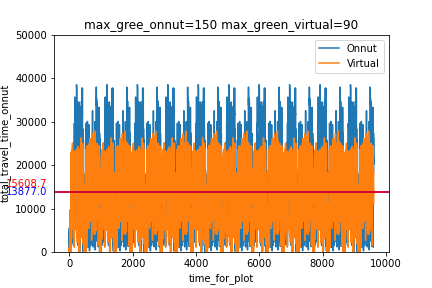 max_gree_onnut=150 max_green_virtual=90
Onnut
Virtual
50000
40000
30000
20000
15608.7
13877.0
10000
0
total_travel_time_onnut
0
2000
4000
6000
8000
10000
time_for_plot